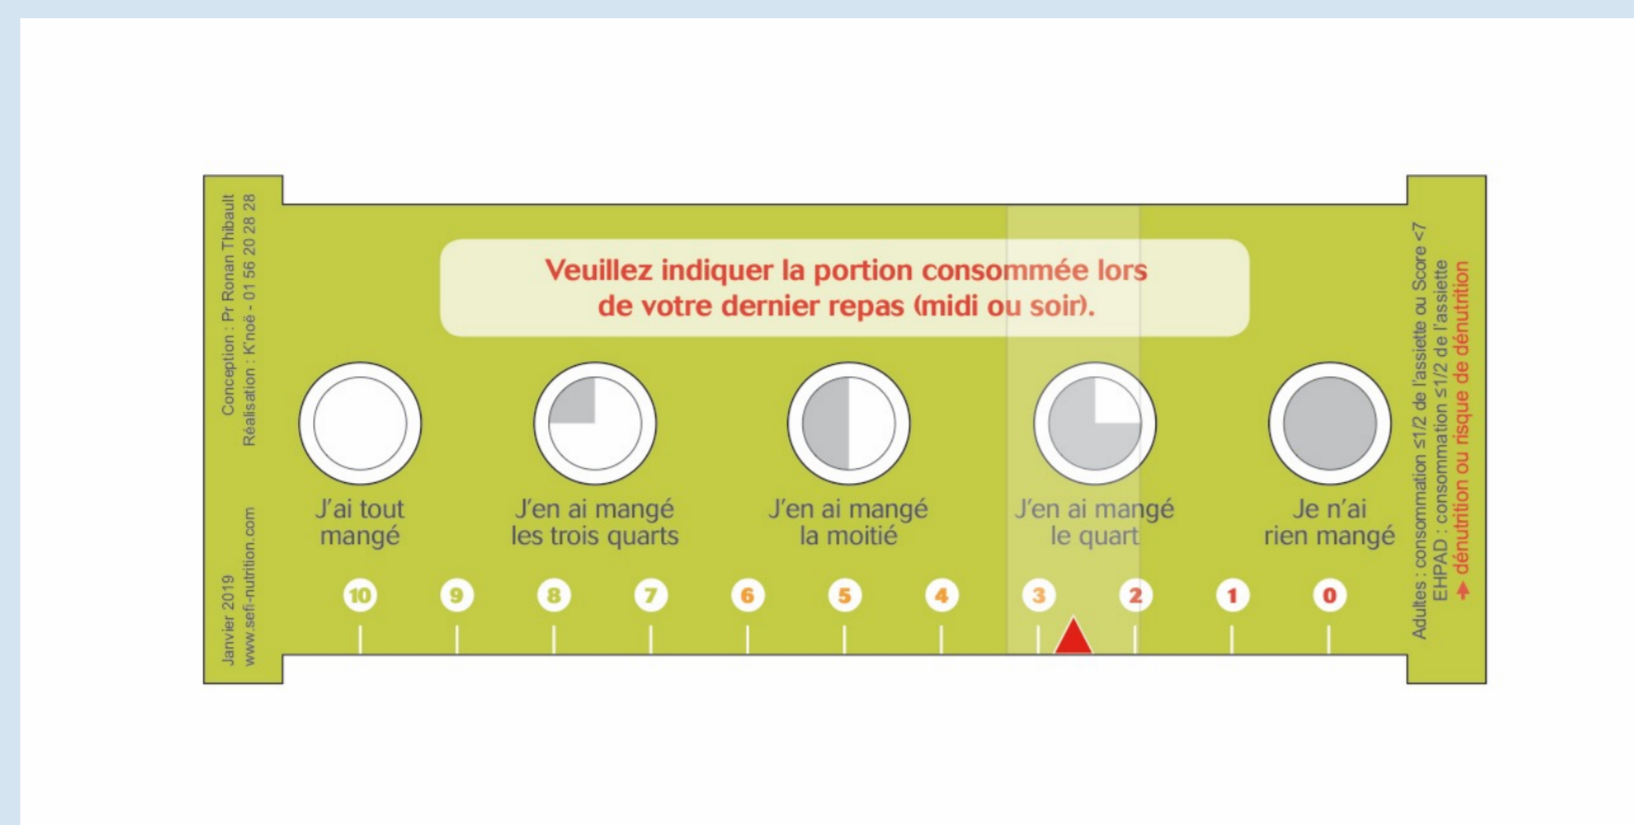 Conception : Pr Ronan Thibault
Réalisation : K'noë - 01 56 20 28 28
Janvier 2019
www.sefi-nutrition.com
Veuillez indiquer la portion consommée lors
de votre dernier repas (midi ou soir).
J'ai tout
mangé
J'en ai mangé
les trois quarts
J'en ai mangé
la moitié
J'en ai mangé
le quart
Je n'ai
rien mangé
10 9 8 7 6 5 4 3 2 1 0
Adultes : consommation ≤1/2 de l'assiette ou Score <7
EHPAD : consommation ≤1/2 de l'assiette
➔ dénutrition ou risque de dénutrition